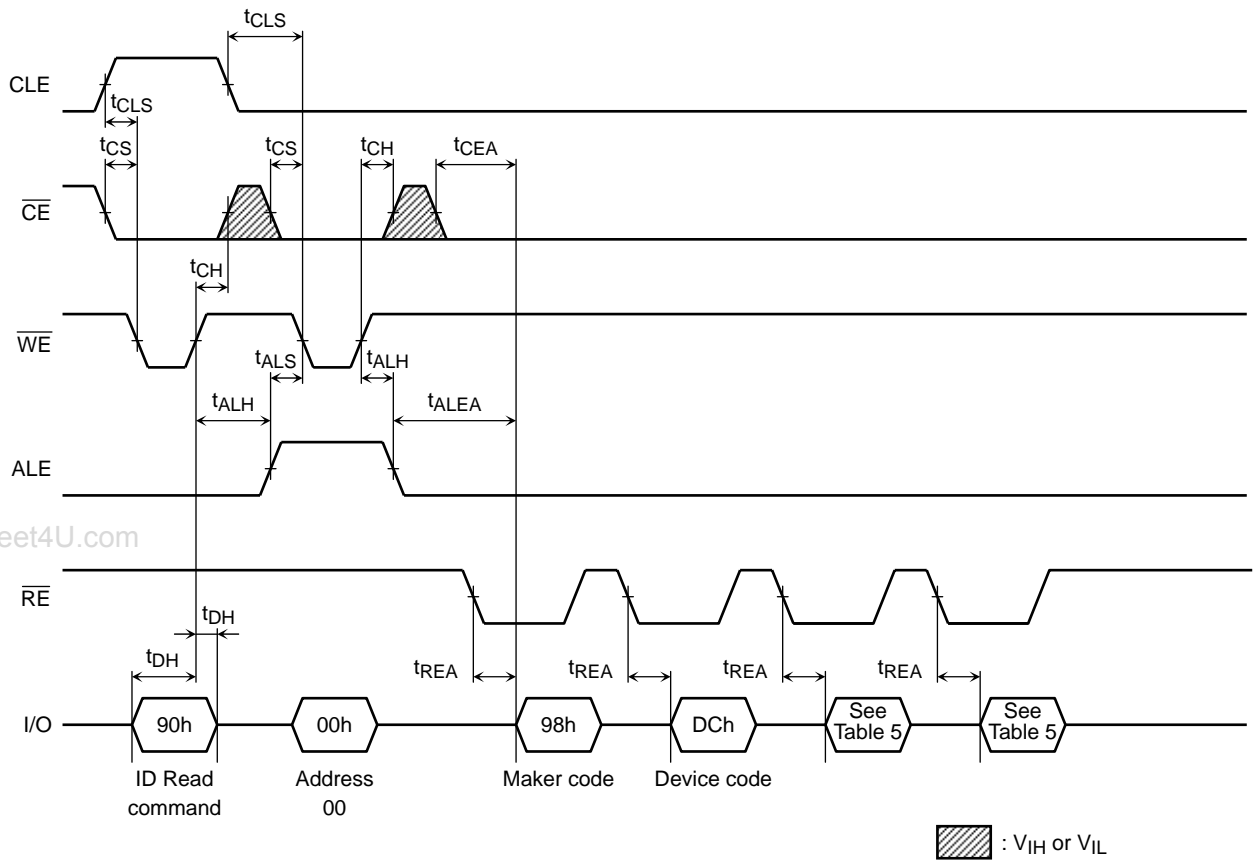 tCLS
CLE
tCLS
tCS
tCS
tCH
tCEA
CE
tCH
WE
tALS
tALH
tALH
tALEA
ALE
eet4U.com
RE
tDH
tDH
tREA
tREA
tREA
tREA
I/O
90h
00h
98h
DCh
See
Table 5
See
Table 5
ID Read
command
Address
00
Maker code
Device code
: VIH or VIL